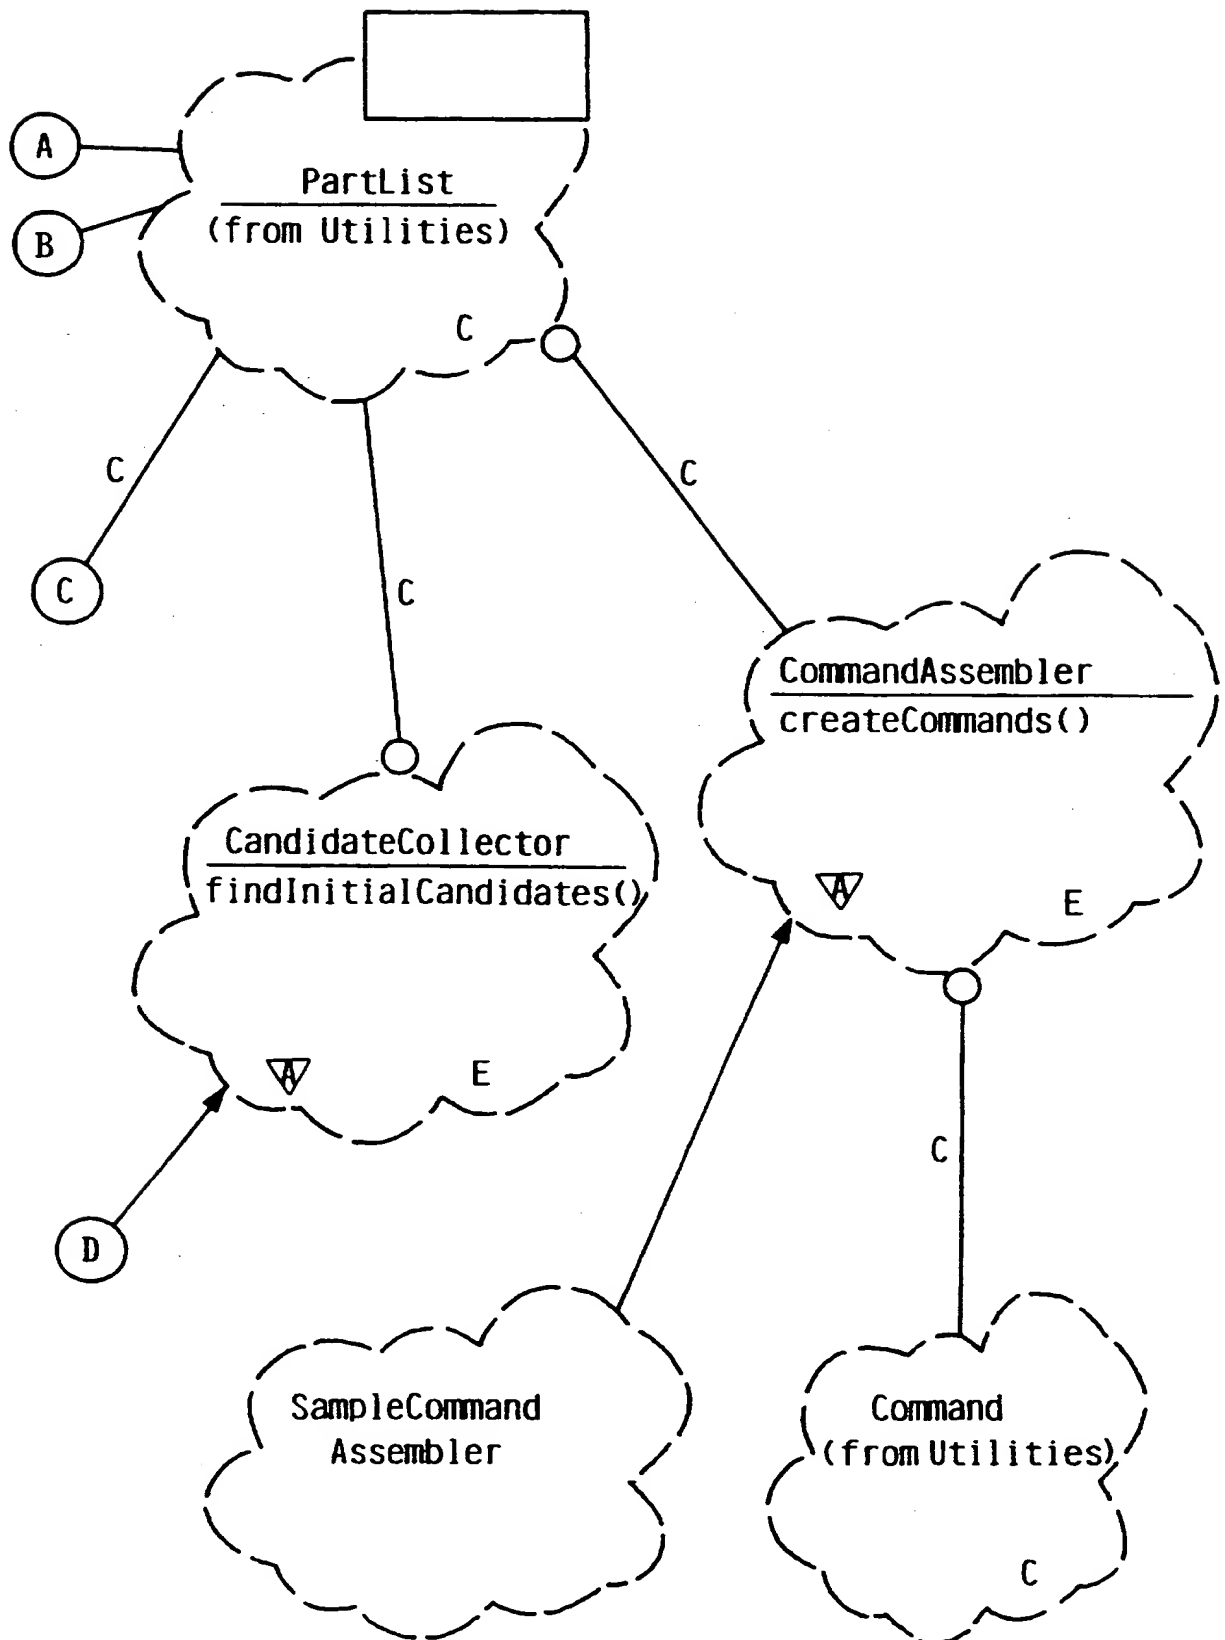 A
PartList
(from Utilities)
B
C
C
C
C
C
CommandAssembler
createCommands()
CandidateCollector
findInitialCandidates()
A
E
A
E
C
D
SampleCommand
Assembler
Command
(from Utilities)
C